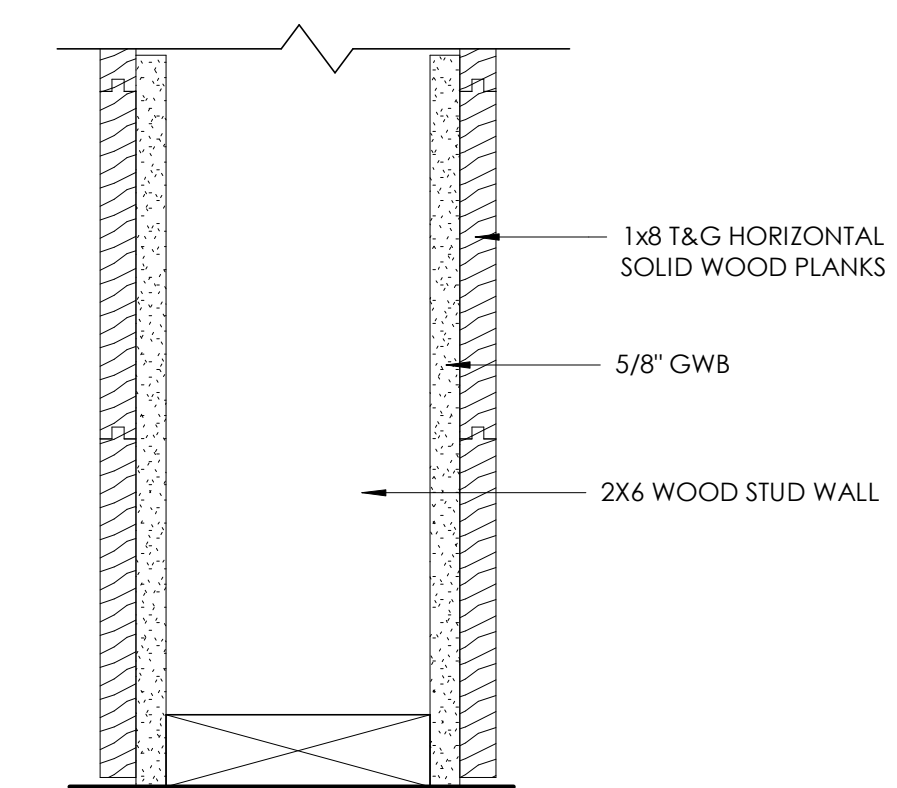 1x8 T&G HORIZONTAL
SOLID WOOD PLANKS
5/8" GWB
2X6 WOOD STUD WALL